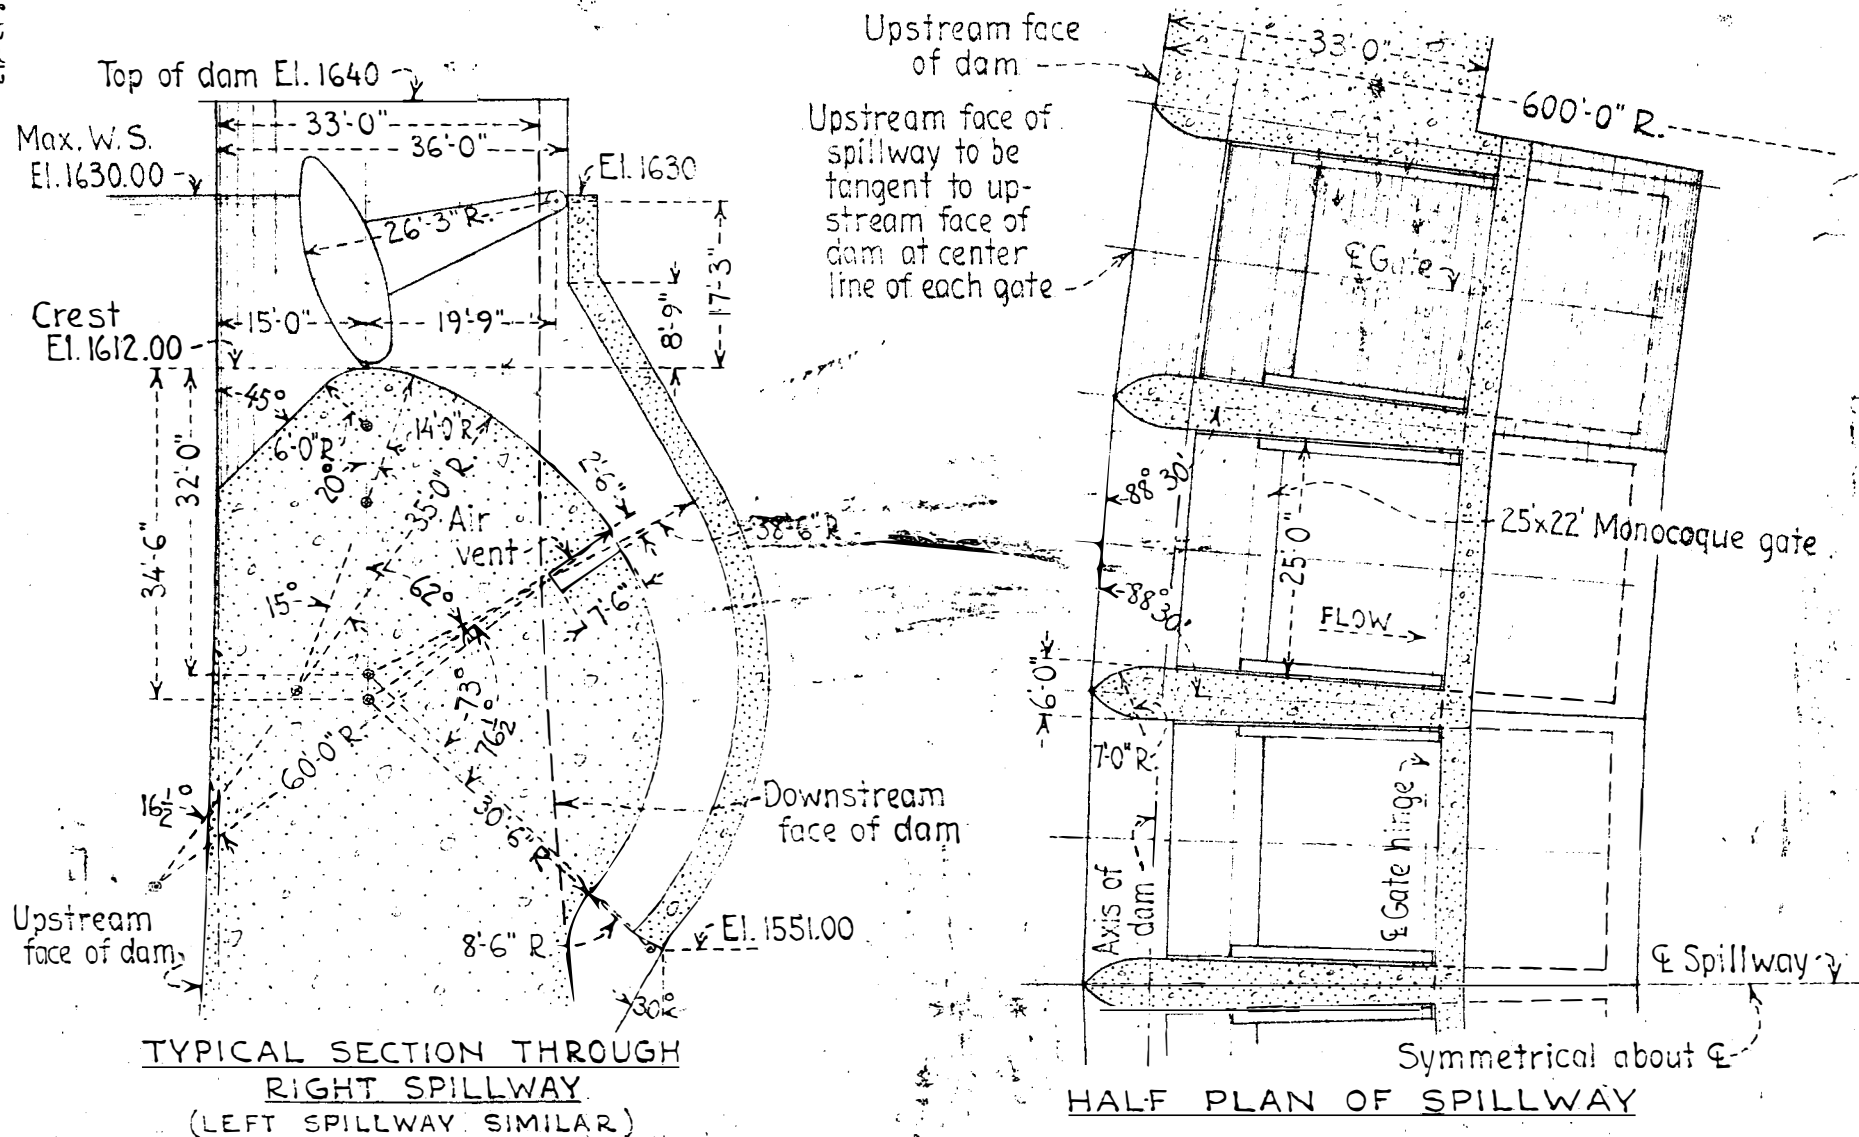 Top of dam El. 1640
33'-0"
36'-0"
Max. W. S.
El. 1630.00
El. 1630
26'-3" R.
17'-3"
8'-9"
Crest
El. 1612.00
15'-0"
19'-9"
45°
6'-0" R.
14'-0" R.
20°
35'-0" R.
32'-0"
34'-6"
Air
vent
2'-6"
38'-6" R
15°
62°
7'-6"
73°
76½°
60'-0" R.
16½°
30'-6" R.
Downstream
face of dam
Upstream
face of dam
8'-6" R.
El. 1551.00
30°
TYPICAL SECTION THROUGH
RIGHT SPILLWAY
(LEFT SPILLWAY SIMILAR)
Upstream face
of dam
33'-0"
600'-0" R.
Upstream face of
spillway to be
tangent to up-
stream face of
dam at center
line of each gate
℄ Gate
88° 30'
25'x22' Monocoque gate
25'-0"
88° 30'
FLOW
6'-0"
7'-0" R.
Axis of
dam
℄ Gate hinge
℄ Spillway
Symmetrical about ℄
HALF PLAN OF SPILLWAY